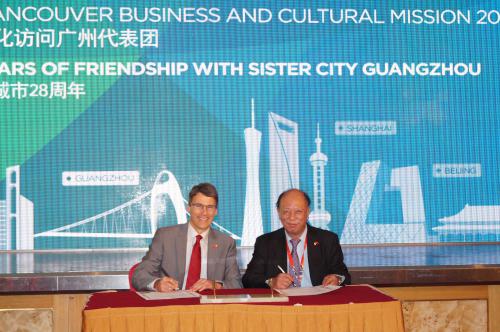 ANCOUVER BUSINESS AND CULTURAL MISSION 20
化访问广州代表团
ARS OF FRIENDSHIP WITH SISTER CITY GUANGZHOU
城市28周年
SHANGHAI
GUANGZHOU
BEIJING